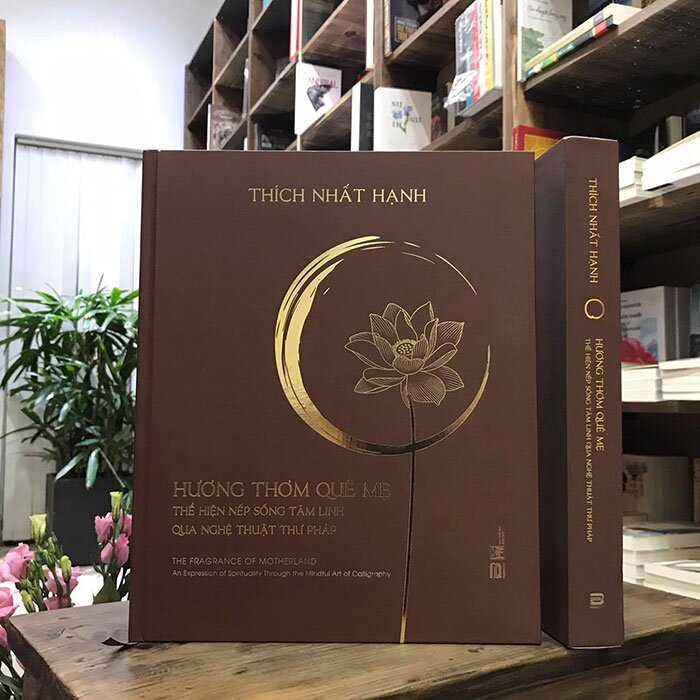 THÍCH NHẤT HẠNH
HƯƠNG THƠM QUÊ MẸ
THỂ HIỆN NẾP SỐNG TÂM LINH
QUA NGHỆ THUẬT THƯ PHÁP
THE FRAGRANCE OF MOTHERLAND
An Expression of Spirituality Through the Mindful Art of Calligraphy
THÍCH NHẤT HẠNH
HƯƠNG THƠM QUÊ MẸ
THỂ HIỆN NẾP SỐNG TÂM LINH QUA NGHỆ THUẬT THƯ PHÁP